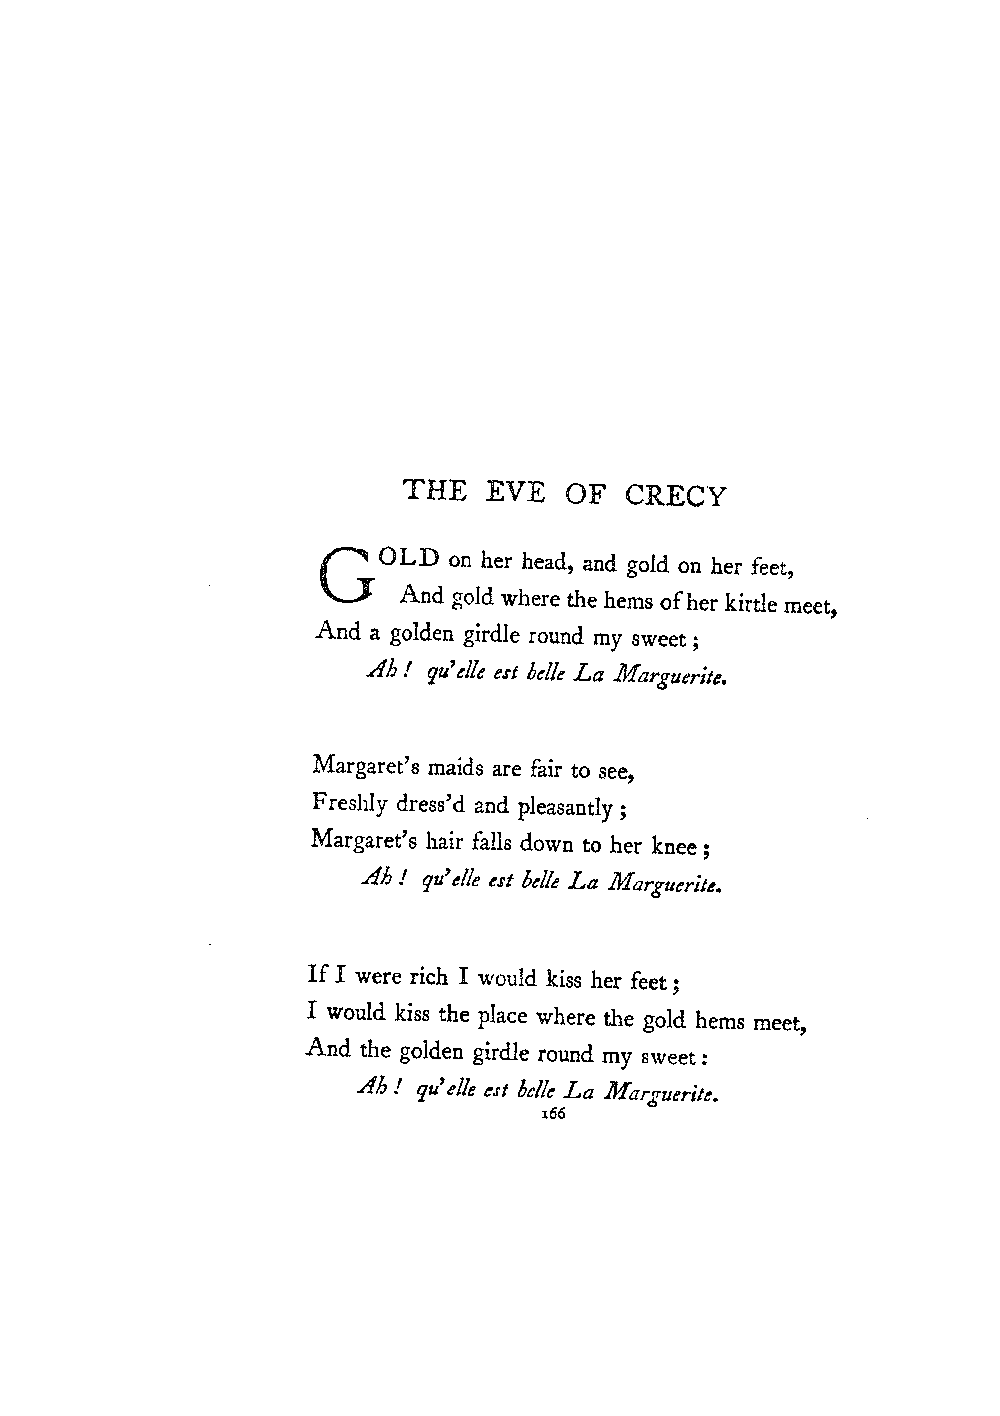 THE EVE OF CRECY
GOLD on her head, and gold on her feet,
And gold where the hems of her kirtle meet,
And a golden girdle round my sweet ;
Ah ! qu'elle est belle La Marguerite.
Margaret's maids are fair to see,
Freshly dress'd and pleasantly ;
Margaret's hair falls down to her knee ;
Ah ! qu'elle est belle La Marguerite.
If I were rich I would kiss her feet ;
I would kiss the place where the gold hems meet,
And the golden girdle round my sweet :
Ah ! qu'elle est belle La Marguerite.
166